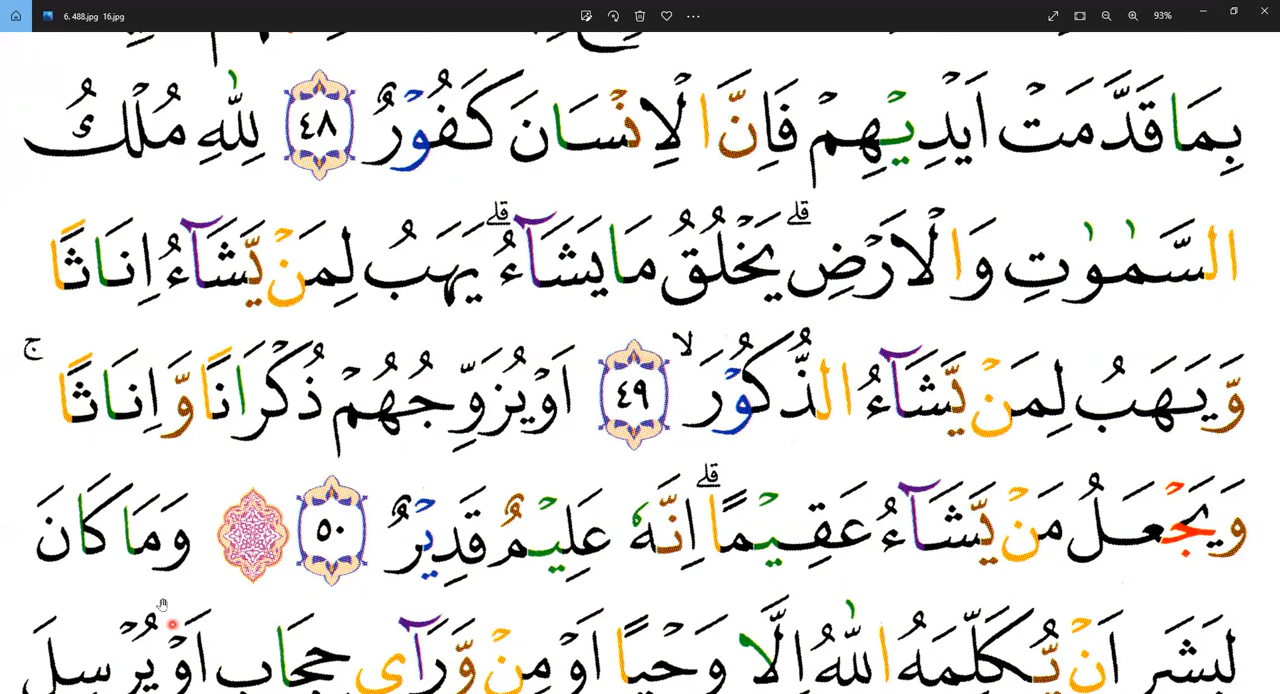 6. 488.jpg 16.jpg
93%
بِمَا قَدَّمَتْ اَيْدِيْهِمْ فَاِنَّ الْاِنْسَانَ كَفُوْرٌ ٤٨ لِلّٰهِ مُلْكُ
السَّمٰوٰتِ وَالْاَرْضِ ۗ يَخْلُقُ مَا يَشَآءُ ۗ يَهَبُ لِمَنْ يَّشَآءُ اِنَاثًا
وَّيَهَبُ لِمَنْ يَّشَآءُ الذُّكُوْرَ ۙ ٤٩ اَوْ يُزَوِّجُهُمْ ذُكْرَانًا وَّاِنَاثًا ۚ
وَيَجْعَلُ مَنْ يَّشَآءُ عَقِيْمًا ۗ اِنَّهٗ عَلِيْمٌ قَدِيْرٌ ٥٠ وَمَا كَانَ
لِبَشَرٍ اَنْ يُّكَلِّمَهُ اللّٰهُ اِلَّا وَحْيًا اَوْ مِنْ وَّرَآئِ حِجَابٍ اَوْ يُرْسِلَ